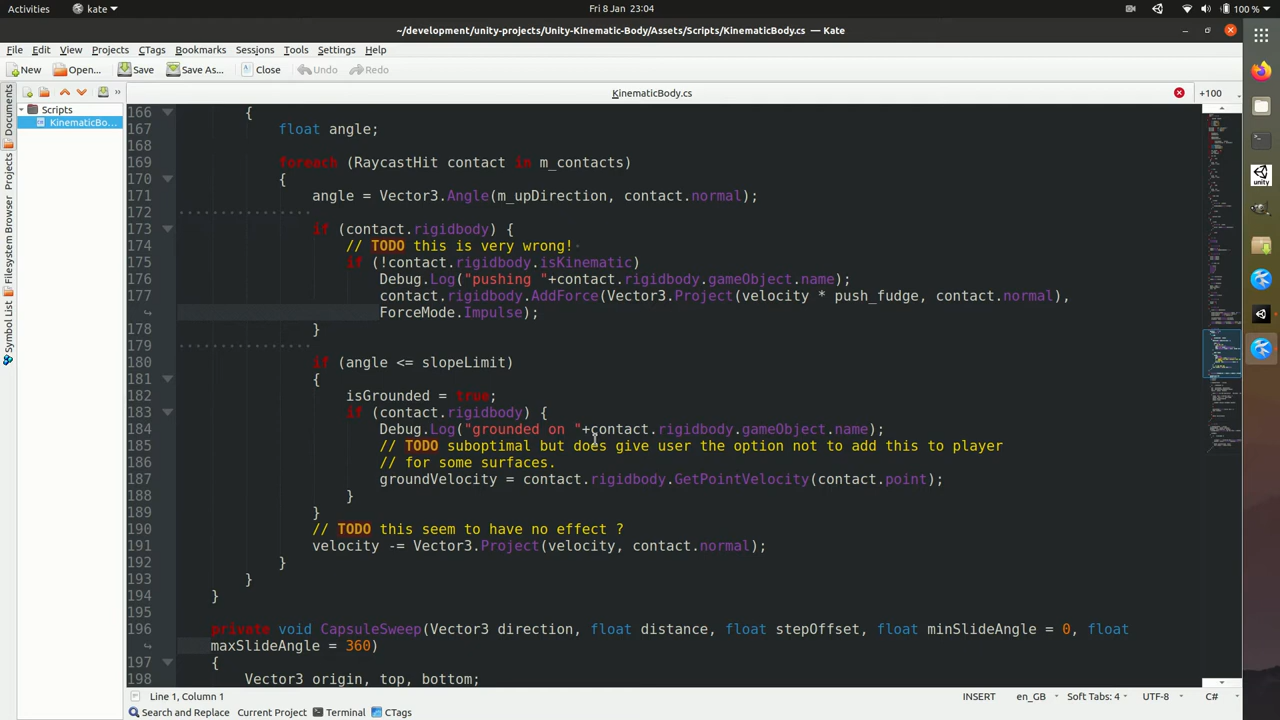 Activities kate Fri 8 Jan 23:04 100 %
~/development/unity-projects/Unity-Kinematic-Body/Assets/Scripts/KinematicBody.cs — Kate
File Edit View Projects CTags Bookmarks Sessions Tools Settings Help
New Open... Save Save As... Close Undo Redo
KinematicBody.cs
+100
Documents
Projects
Filesystem Browser
Symbol List
Scripts
KinematicBo...
166 {
167 float angle;
168
169 foreach (RaycastHit contact in m_contacts)
170 {
171 angle = Vector3.Angle(m_upDirection, contact.normal);
172
173 if (contact.rigidbody) {
174 // TODO this is very wrong!
175 if (!contact.rigidbody.isKinematic)
176 Debug.Log("pushing "+contact.rigidbody.gameObject.name);
177 contact.rigidbody.AddForce(Vector3.Project(velocity * push_fudge, contact.normal),
ForceMode.Impulse);
178 }
179
180 if (angle <= slopeLimit)
181 {
182 isGrounded = true;
183 if (contact.rigidbody) {
184 Debug.Log("grounded on "+contact.rigidbody.gameObject.name);
185 // TODO suboptimal but does give user the option not to add this to player
186 // for some surfaces.
187 groundVelocity = contact.rigidbody.GetPointVelocity(contact.point);
188 }
189 }
190 // TODO this seem to have no effect ?
191 velocity -= Vector3.Project(velocity, contact.normal);
192 }
193 }
194 }
195
196 private void CapsuleSweep(Vector3 direction, float distance, float stepOffset, float minSlideAngle = 0, float
maxSlideAngle = 360)
197 {
198 Vector3 origin, top, bottom;
Line 1, Column 1 INSERT en_GB Soft Tabs: 4 UTF-8 C#
Search and Replace Current Project Terminal CTags
unity